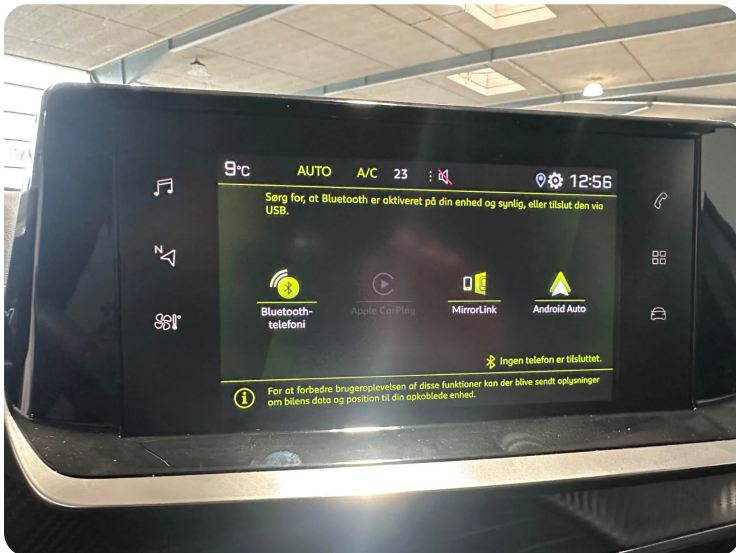 9°C AUTO A/C 23 12:56
Sørg for, at Bluetooth er aktiveret på din enhed og synlig, eller tilslut den via
USB.
N
Bluetooth-
telefoni
Apple CarPlay
MirrorLink
Android Auto
Ingen telefon er tilsluttet.
For at forbedre brugeroplevelsen af disse funktioner kan der blive sendt oplysninger
om bilens data og position til din opkoblede enhed.